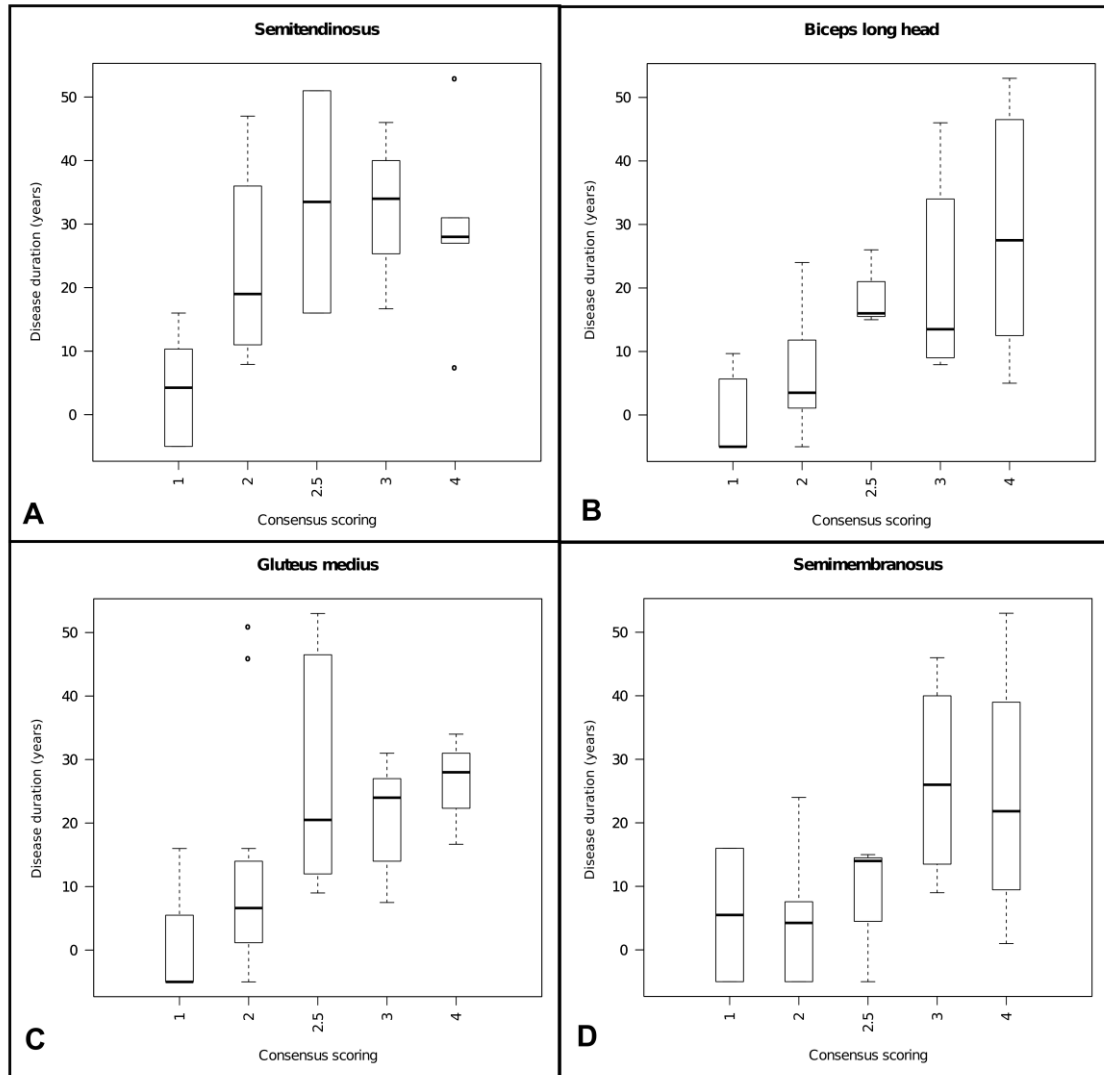 Semitendinosus
50
40
30
20
10
0
Disease duration (years)
1 2 2.5 3 4
Consensus scoring
A
Biceps long head
50
40
30
20
10
0
Disease duration (years)
1 2 2.5 3 4
Consensus scoring
B
Gluteus medius
50
40
30
20
10
0
Disease duration (years)
1 2 2.5 3 4
Consensus scoring
C
Semimembranosus
50
40
30
20
10
0
Disease duration (years)
1 2 2.5 3 4
Consensus scoring
D